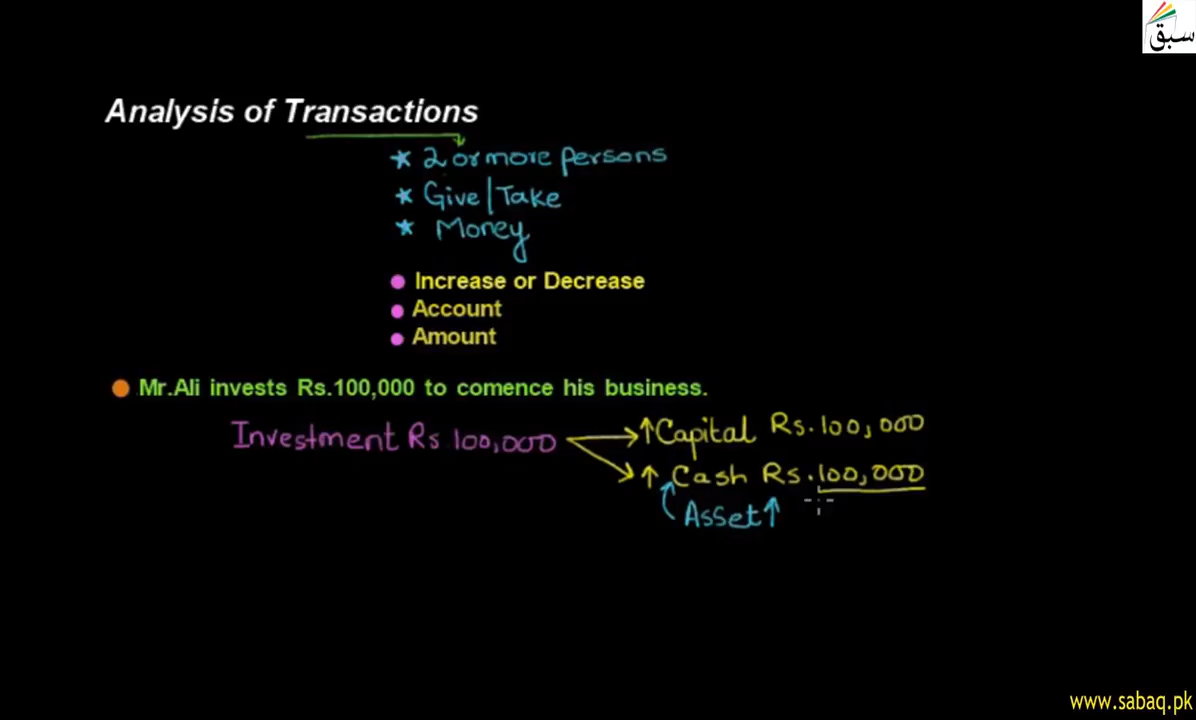 سبق
Analysis of Transactions
* 2 or more persons
* Give/Take
* Money
● Increase or Decrease
● Account
● Amount
● Mr.Ali invests Rs.100,000 to comence his business.
Investment Rs 100,000
↑ Capital Rs. 100,000
↑ Cash Rs. 100,000
Asset ↑
www.sabaq.pk